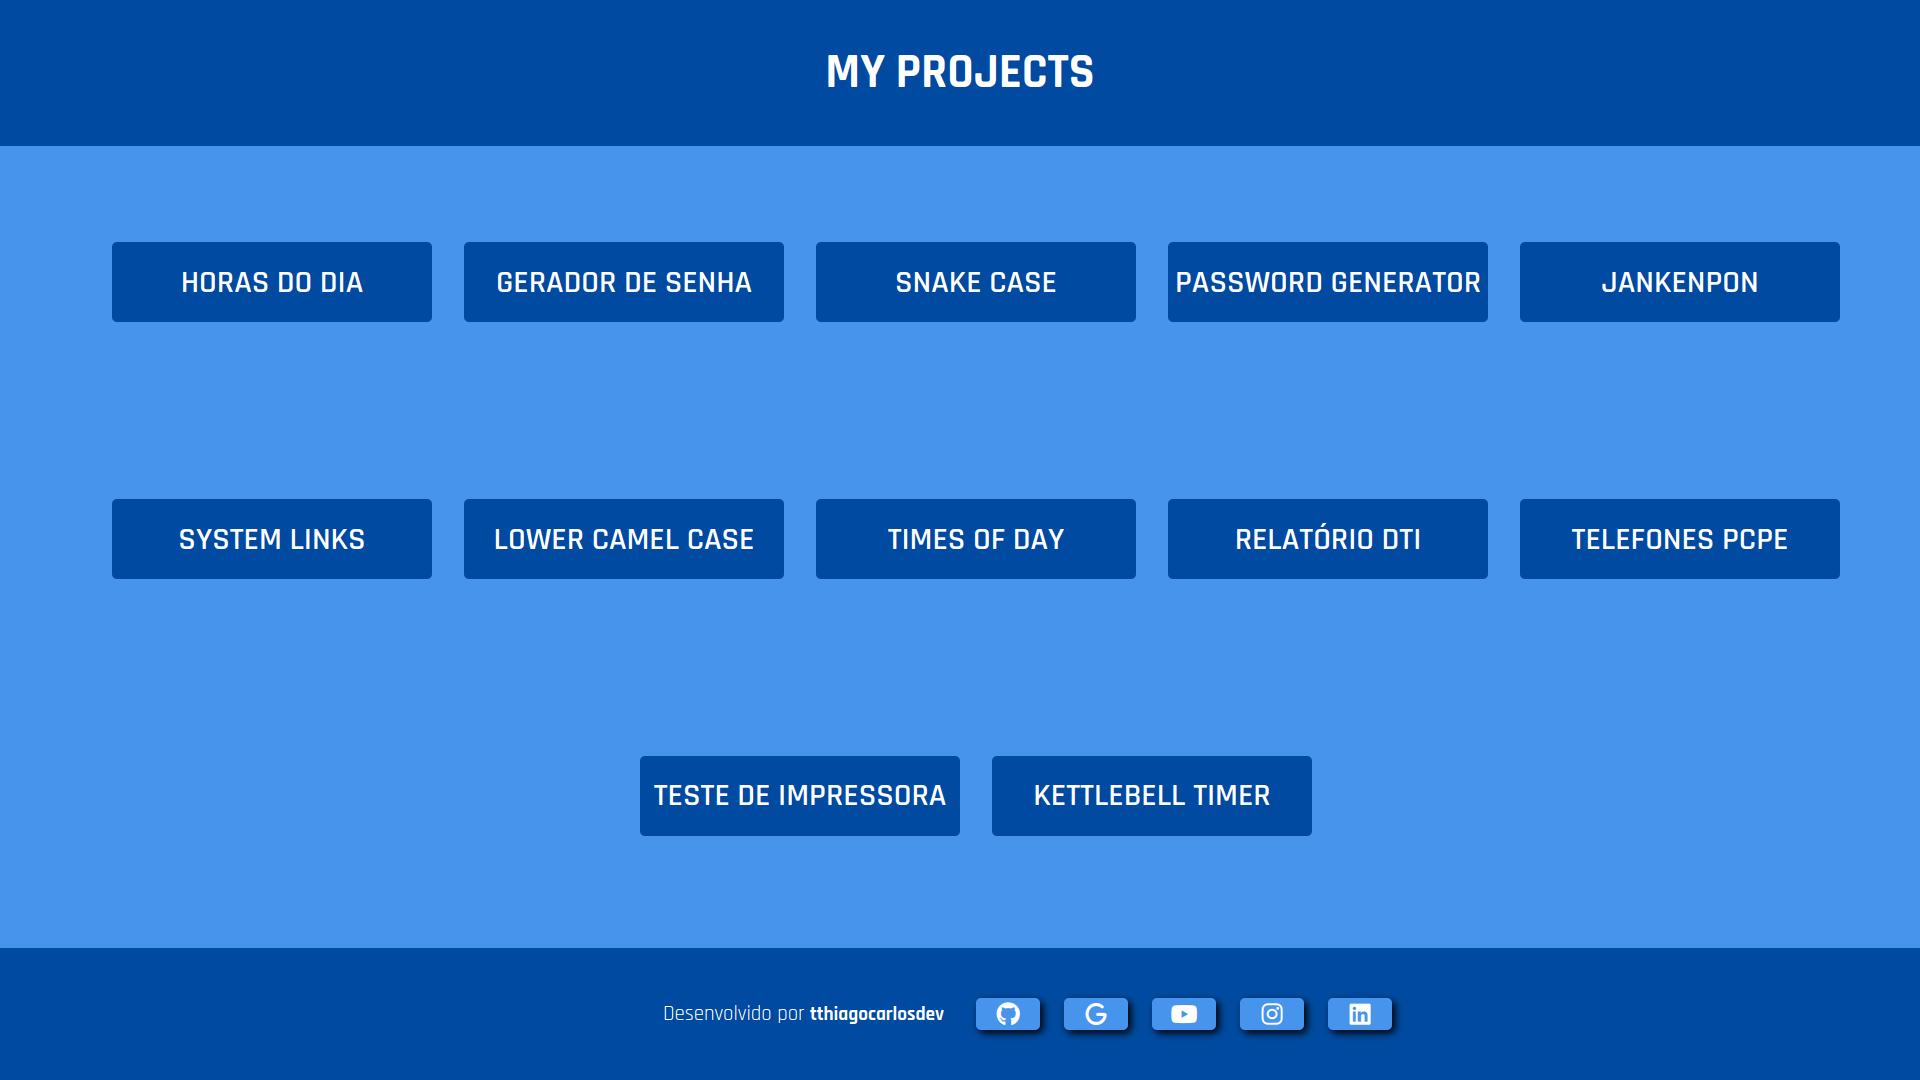 MY PROJECTS
HORAS DO DIA
GERADOR DE SENHA
SNAKE CASE
PASSWORD GENERATOR
JANKENPON
SYSTEM LINKS
LOWER CAMEL CASE
TIMES OF DAY
RELATÓRIO DTI
TELEFONES PCPE
TESTE DE IMPRESSORA
KETTLEBELL TIMER
Desenvolvido por tthiagocarlosdev